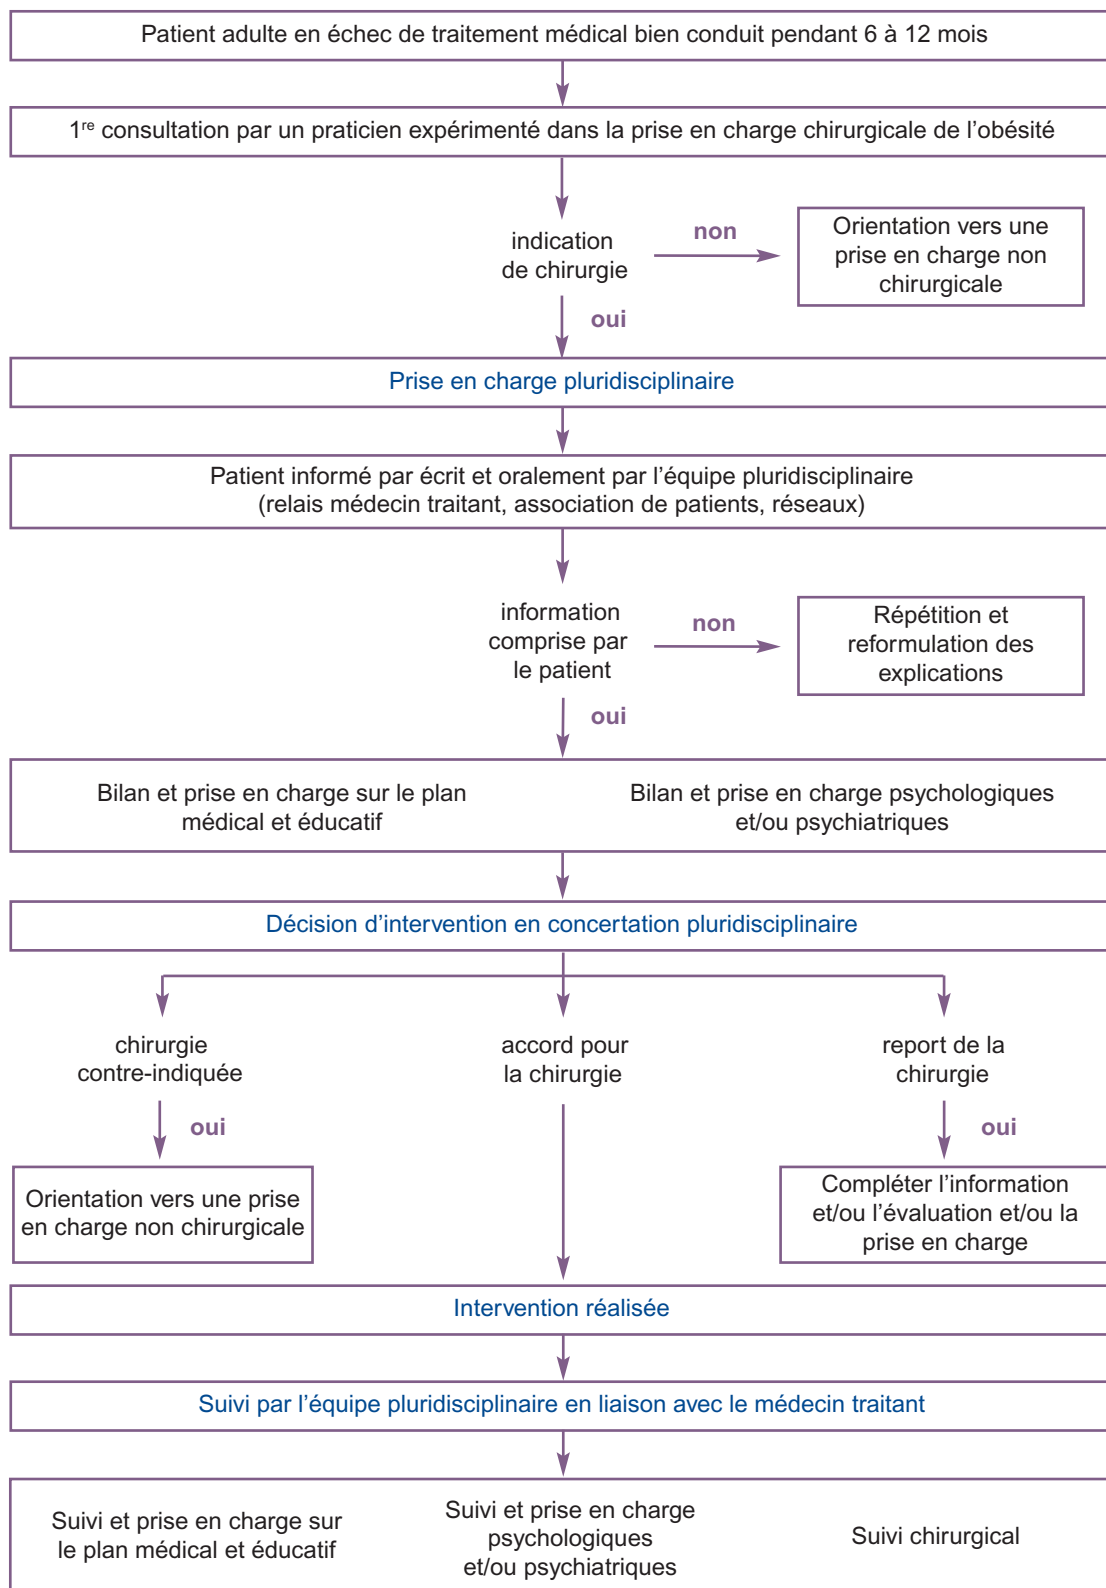 Patient adulte en échec de traitement médical bien conduit pendant 6 à 12 mois
1re consultation par un praticien expérimenté dans la prise en charge chirurgicale de l’obésité
indication
de chirurgie
non
Orientation vers une
prise en charge non
chirurgicale
oui
Prise en charge pluridisciplinaire
Patient informé par écrit et oralement par l’équipe pluridisciplinaire
(relais médecin traitant, association de patients, réseaux)
information
comprise par
le patient
non
Répétition et
reformulation des
explications
oui
Bilan et prise en charge sur le plan
médical et éducatif
Bilan et prise en charge psychologiques
et/ou psychiatriques
Décision d’intervention en concertation pluridisciplinaire
chirurgie
contre-indiquée
accord pour
la chirurgie
report de la
chirurgie
oui
oui
Orientation vers une prise
en charge non chirurgicale
Compléter l’information
et/ou l’évaluation et/ou la
prise en charge
Intervention réalisée
Suivi par l’équipe pluridisciplinaire en liaison avec le médecin traitant
Suivi et prise en charge sur
le plan médical et éducatif
Suivi et prise en charge
psychologiques
et/ou psychiatriques
Suivi chirurgical